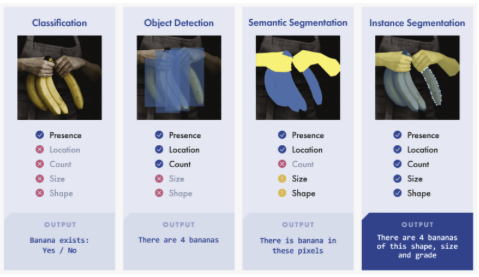 Classification
Presence
Location
Count
Size
Shape
OUTPUT
Banana exists:
Yes / No
Object Detection
Presence
Location
Count
Size
Shape
OUTPUT
There are 4 bananas
Semantic Segmentation
Presence
Location
Count
Size
Shape
OUTPUT
There is banana in
these pixels
Instance Segmentation
Presence
Location
Count
Size
Shape
OUTPUT
There are 4 bananas
of this shape, size
and grade